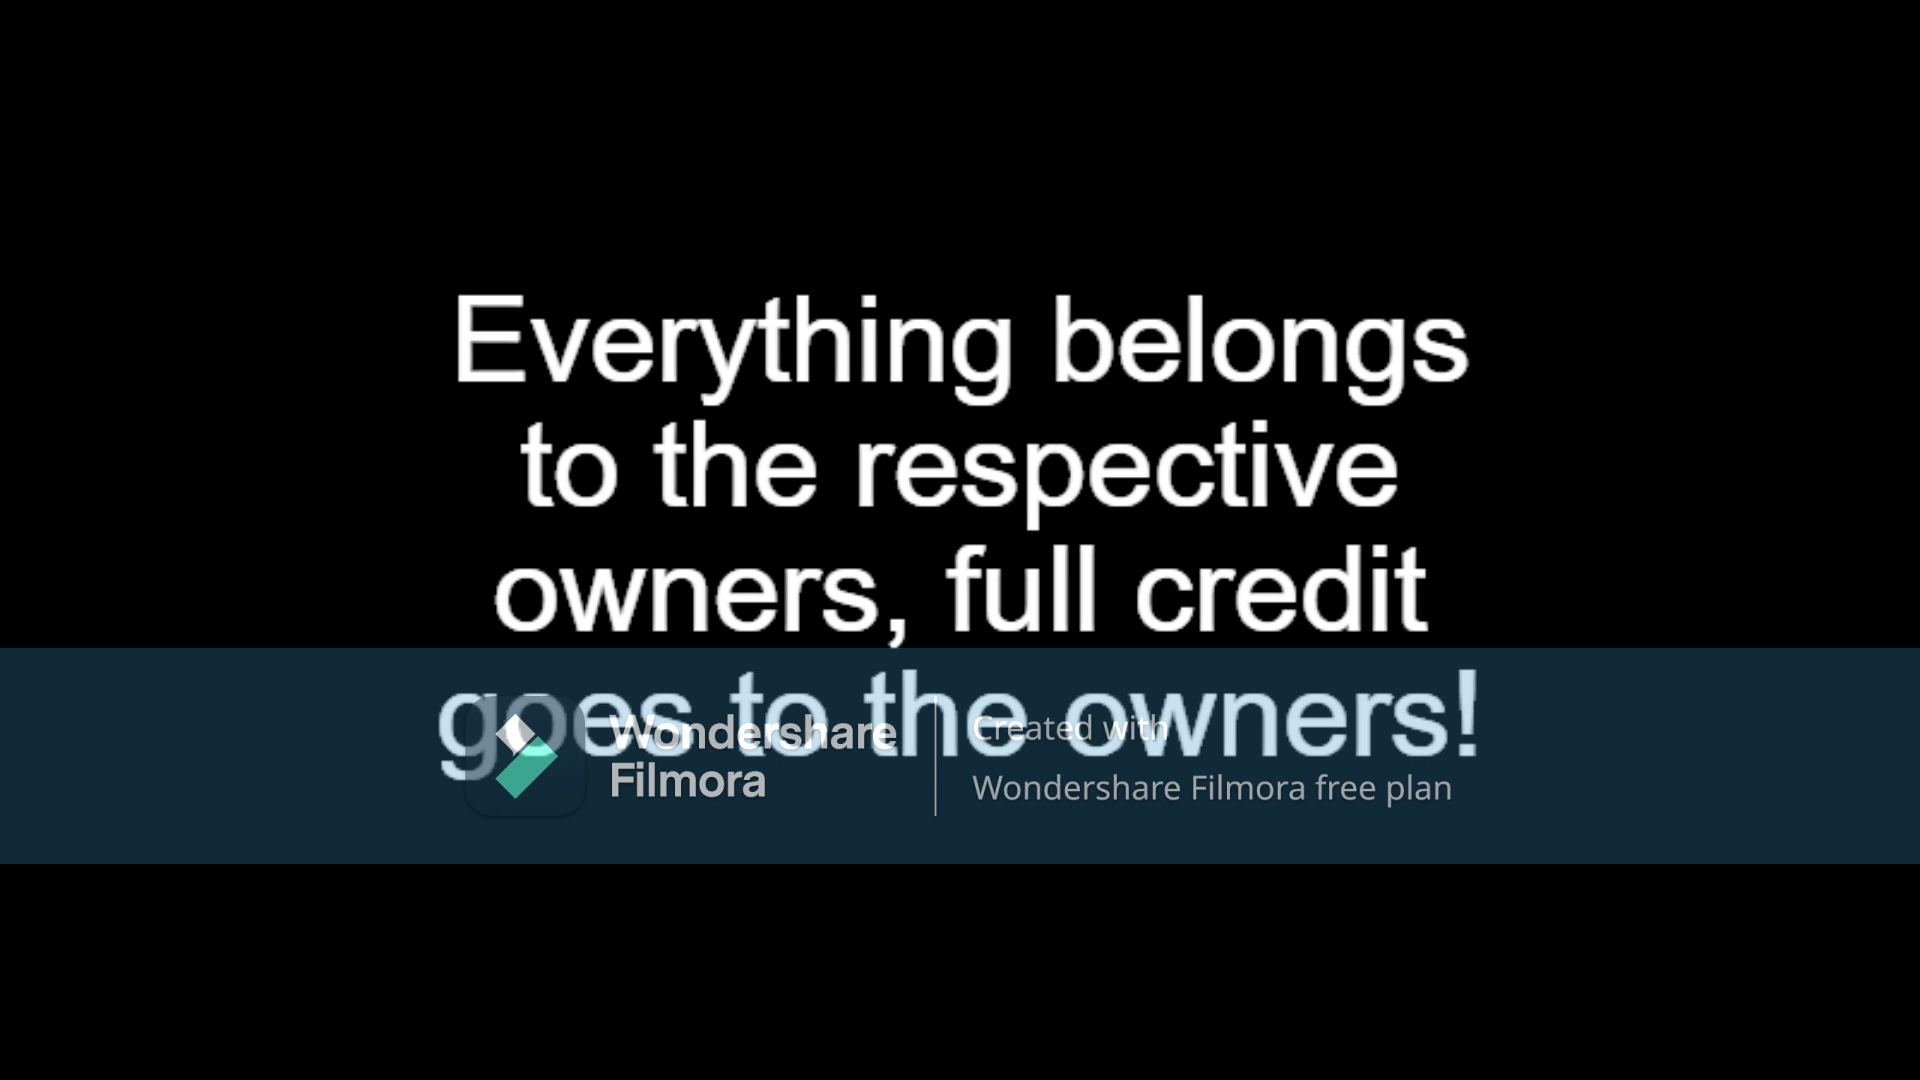 Everything belongs
to the respective
owners, full credit
goes to the owners!
Wondershare
Filmora
Created with
Wondershare Filmora free plan